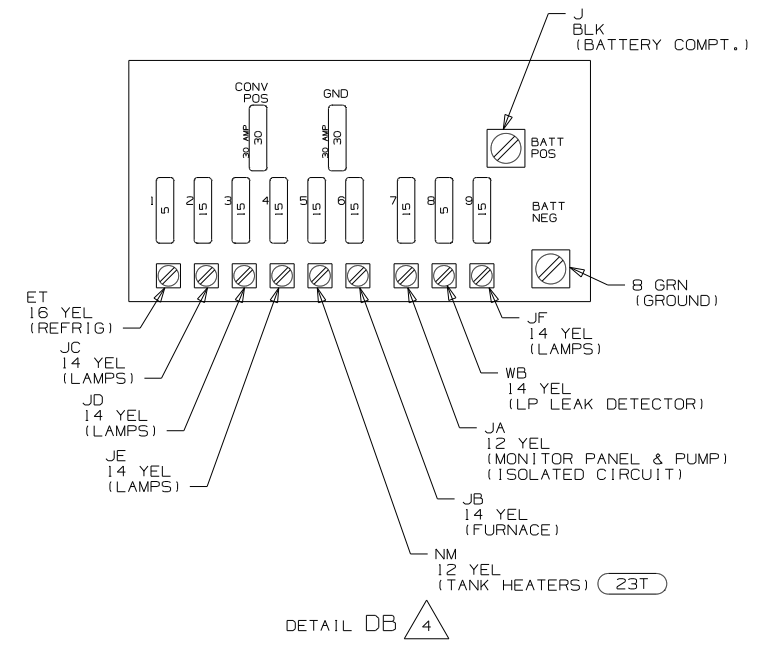 J
BLK
(BATTERY COMPT.)
CONV
POS
GND
30 AMP
30
30 AMP
30
BATT
POS
1
5
2
15
3
15
4
15
5
15
6
15
7
15
8
5
9
15
BATT
NEG
8 GRN
(GROUND)
ET
16 YEL
(REFRIG)
JC
14 YEL
(LAMPS)
JD
14 YEL
(LAMPS)
JE
14 YEL
(LAMPS)
JF
14 YEL
(LAMPS)
WB
14 YEL
(LP LEAK DETECTOR)
JA
12 YEL
(MONITOR PANEL & PUMP)
(ISOLATED CIRCUIT)
JB
14 YEL
(FURNACE)
NM
12 YEL
(TANK HEATERS) 23T
DETAIL DB 4